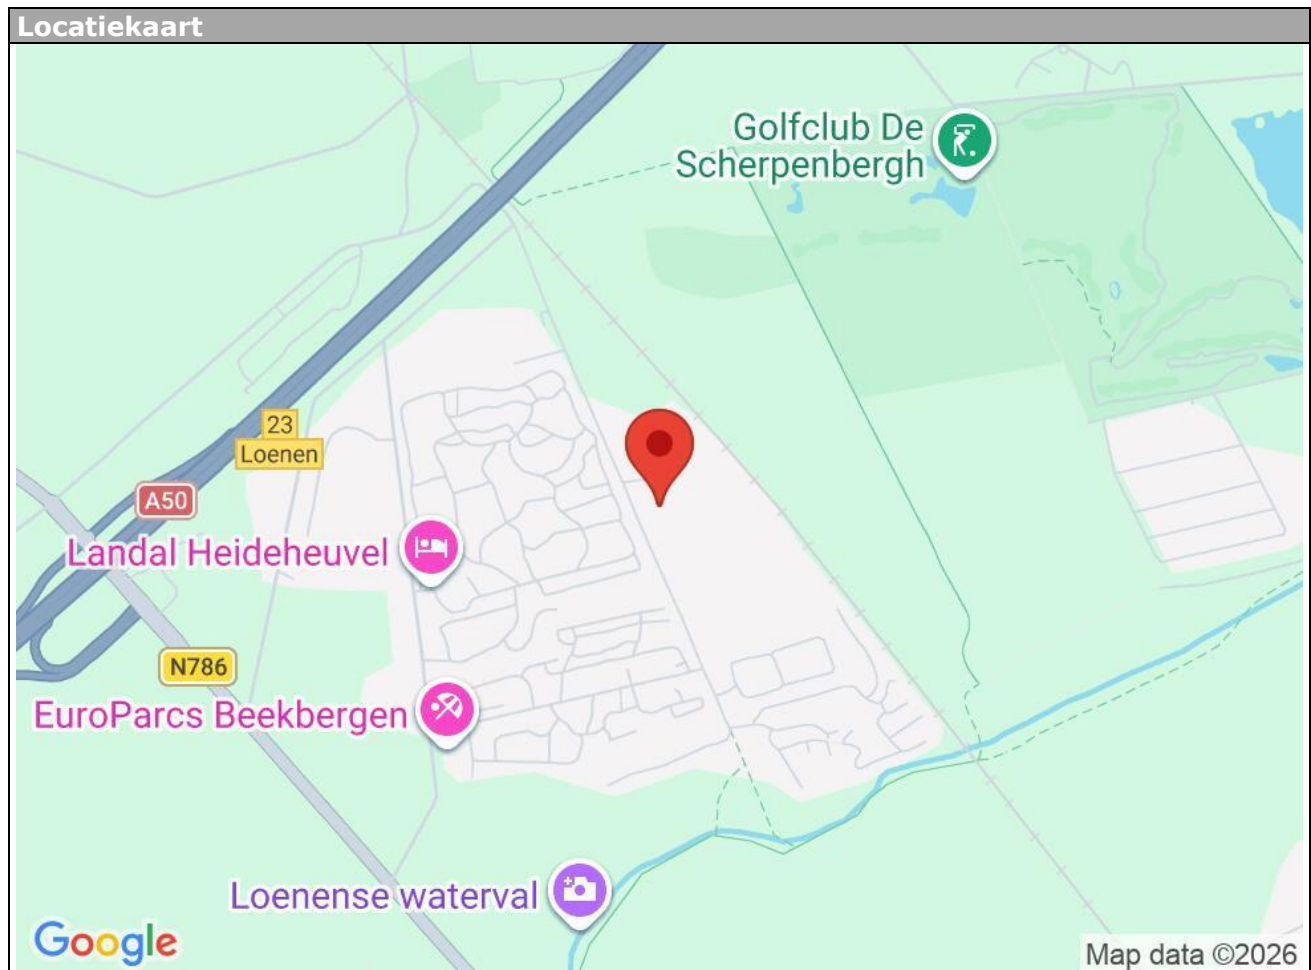 Locatiekaart
Golfclub De
Scherpenbergh
23
Loenen
A50
Landal Heideheuvel
N786
EuroParcs Beekbergen
Loenense waterval
Google
Map data ©2026